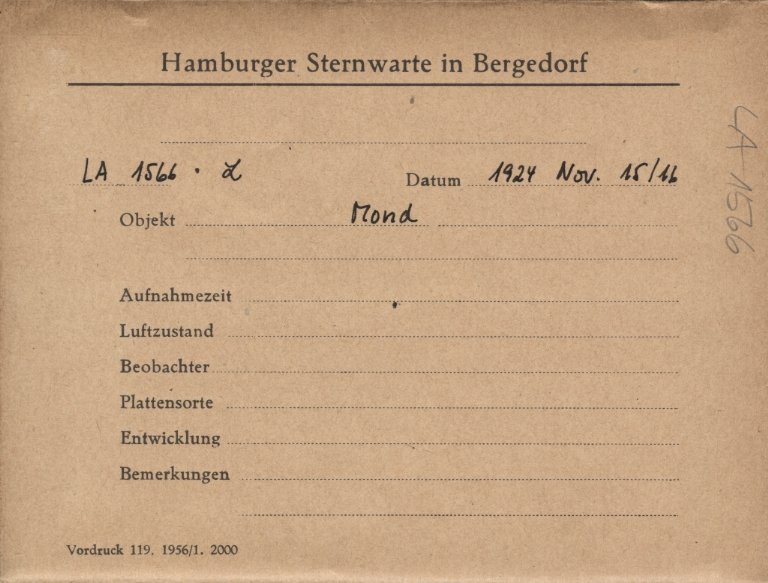 Hamburger Sternwarte in Bergedorf
LA 1566 · L
Datum 1924 Nov. 15/16
Objekt Mond
Aufnahmezeit
Luftzustand
Beobachter
Plattensorte
Entwicklung
Bemerkungen
Vordruck 119. 1956/1. 2000
LA 1566